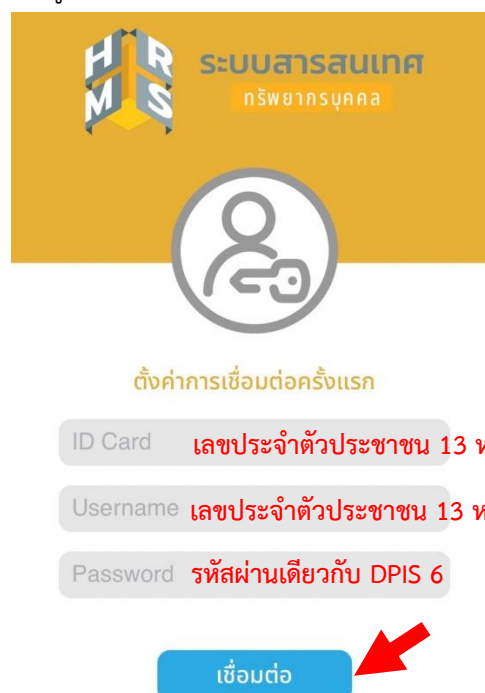 HR
MS
ระบบสารสนเทศ
ทรัพยากรบุคคล
ตั้งค่าการเชื่อมต่อครั้งแรก
ID Card เลขประจำตัวประชาชน 13 ห
Username เลขประจำตัวประชาชน 13 ห
Password รหัสผ่านเดียวกับ DPIS 6
เชื่อมต่อ